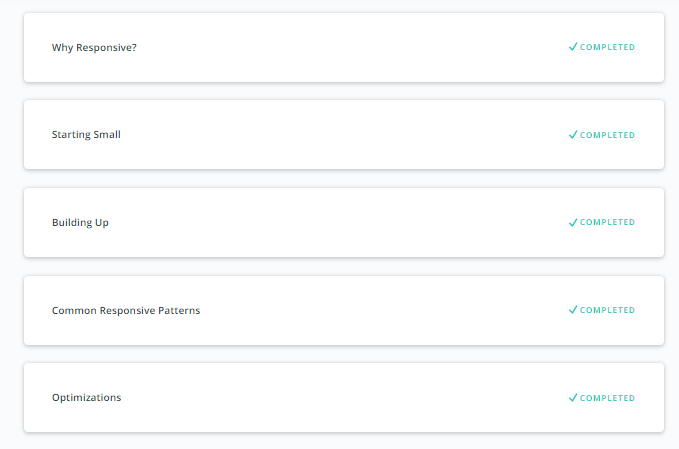 Why Responsive? ✓ COMPLETED
Starting Small ✓ COMPLETED
Building Up ✓ COMPLETED
Common Responsive Patterns ✓ COMPLETED
Optimizations ✓ COMPLETED